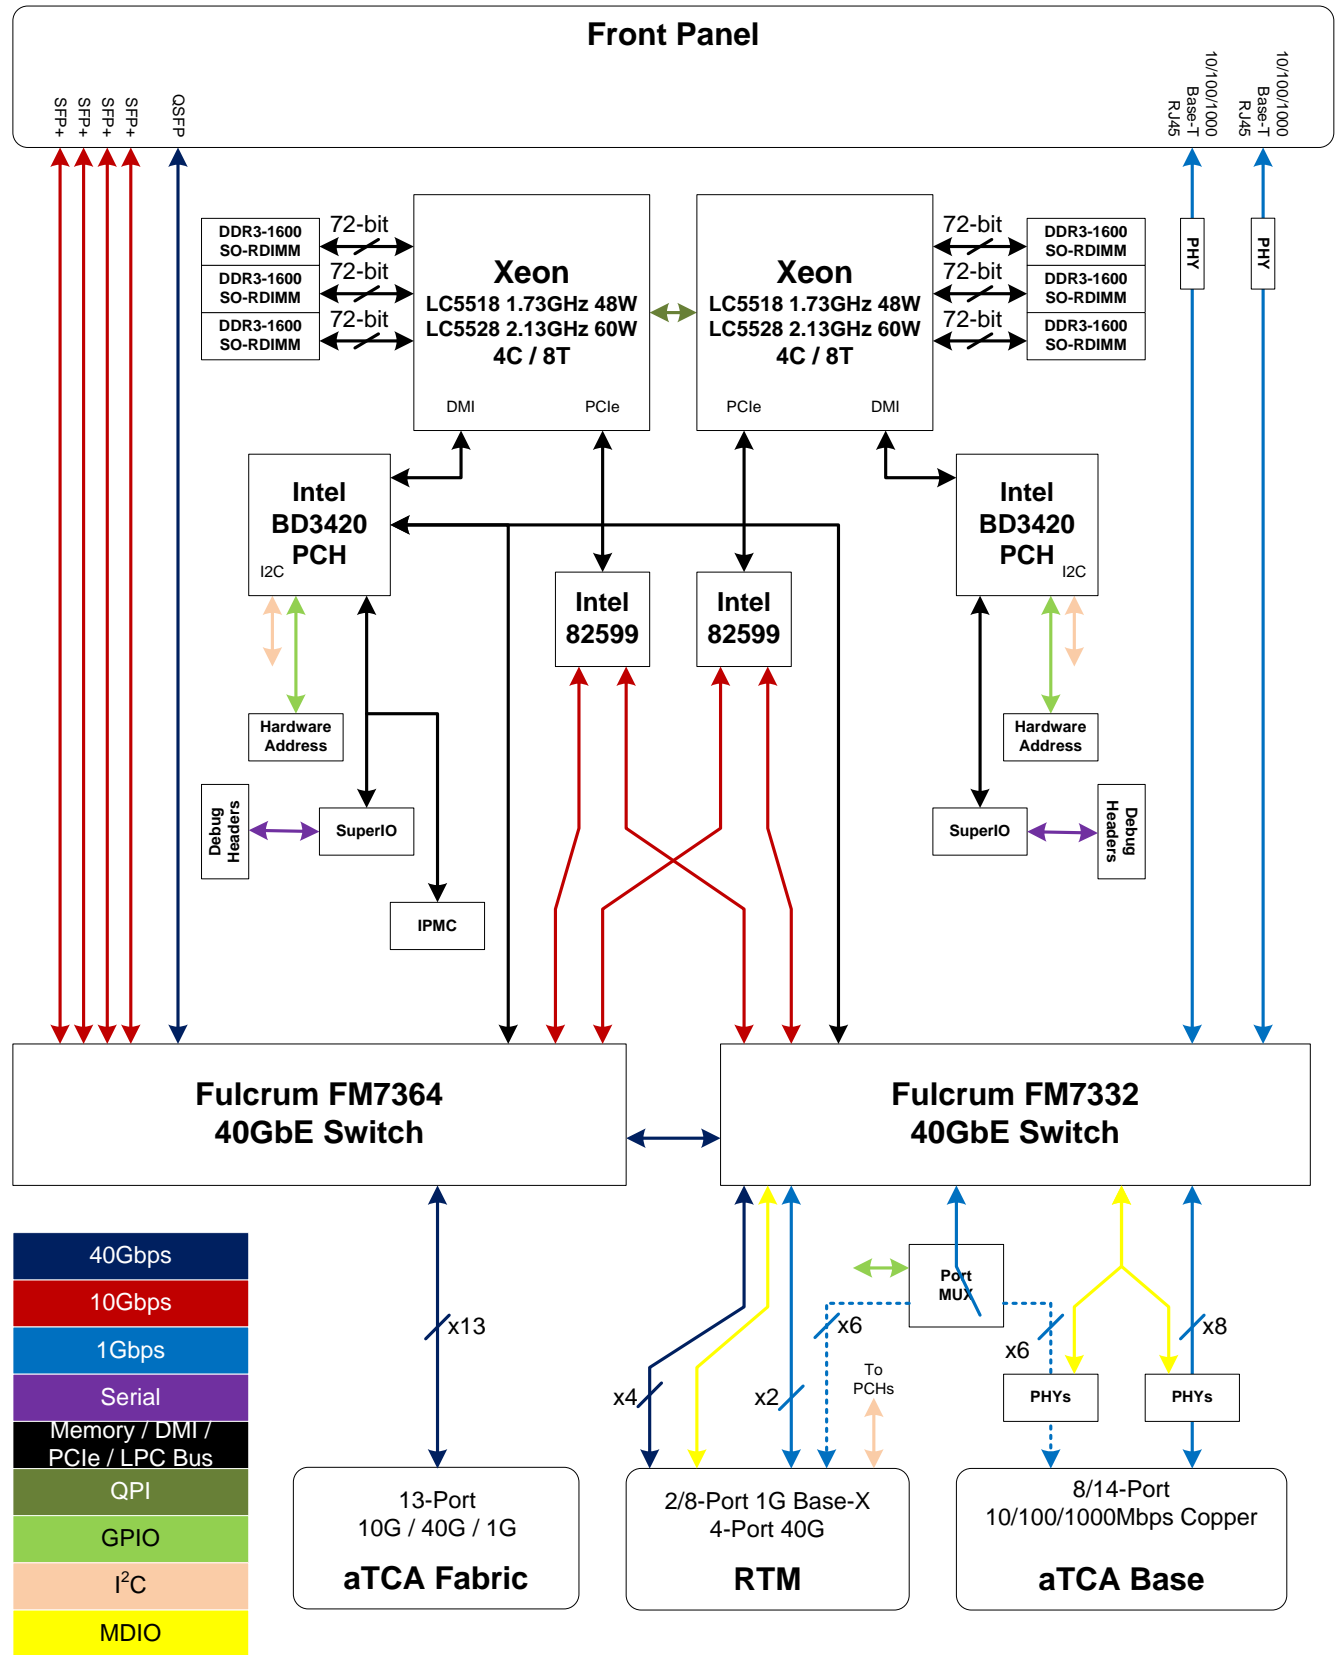 Front Panel
SFP+
SFP+
SFP+
SFP+
QSFP
10/100/1000
Base-T
RJ45
10/100/1000
Base-T
RJ45
PHY
PHY
DDR3-1600
SO-RDIMM
DDR3-1600
SO-RDIMM
DDR3-1600
SO-RDIMM
72-bit
72-bit
72-bit
Xeon
LC5518 1.73GHz 48W
LC5528 2.13GHz 60W
4C / 8T
DMI
PCIe
Xeon
LC5518 1.73GHz 48W
LC5528 2.13GHz 60W
4C / 8T
PCIe
DMI
72-bit
72-bit
72-bit
DDR3-1600
SO-RDIMM
DDR3-1600
SO-RDIMM
DDR3-1600
SO-RDIMM
Intel
BD3420
PCH
I2C
Intel
BD3420
PCH
I2C
Intel
82599
Intel
82599
Hardware
Address
Hardware
Address
Debug
Headers
SuperIO
SuperIO
Debug
Headers
IPMC
Fulcrum FM7364
40GbE Switch
Fulcrum FM7332
40GbE Switch
40Gbps
10Gbps
1Gbps
Serial
Memory / DMI /
PCIe / LPC Bus
QPI
GPIO
I²C
MDIO
x13
x4
x2
x6
Port
MUX
x6
x8
To
PCHs
PHYs
PHYs
13-Port
10G / 40G / 1G
aTCA Fabric
2/8-Port 1G Base-X
4-Port 40G
RTM
8/14-Port
10/100/1000Mbps Copper
aTCA Base